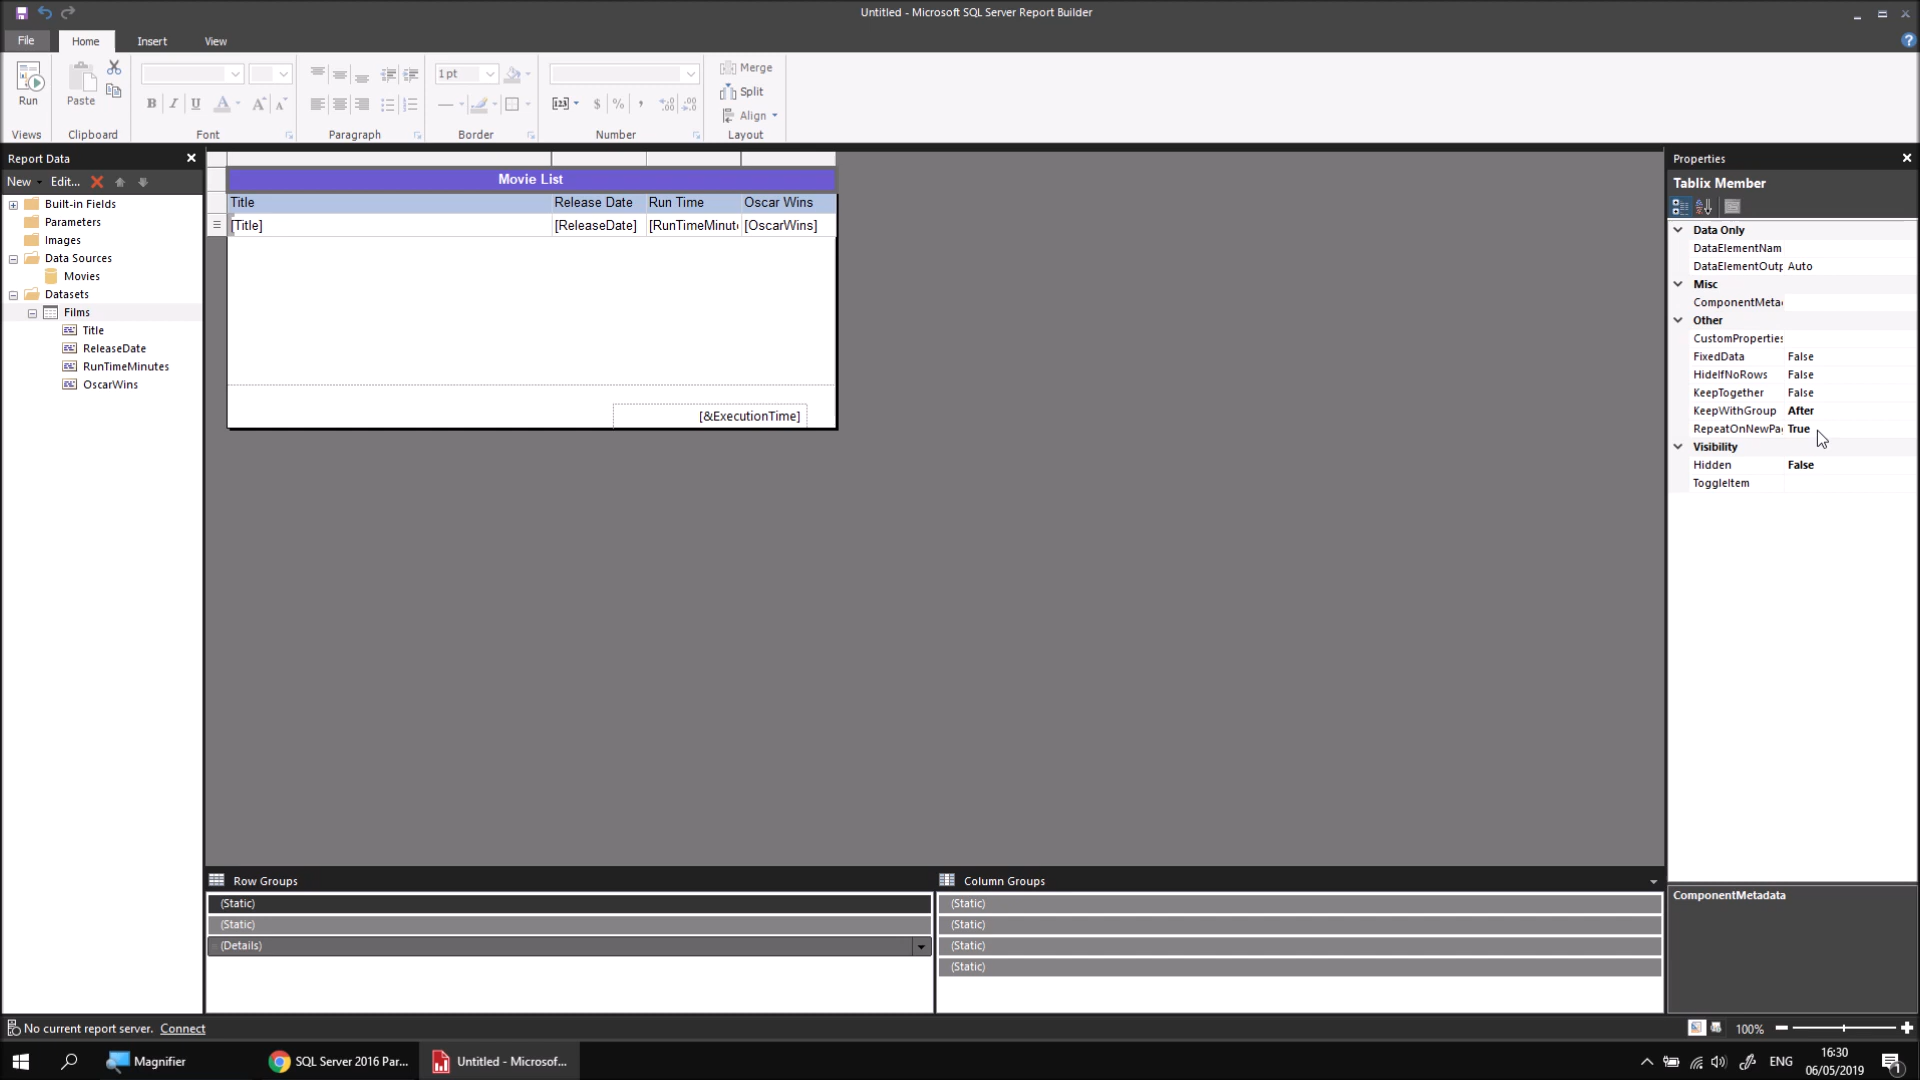 Untitled - Microsoft SQL Server Report Builder
File
Home
Insert
View
?
1pt
Merge
Run
Paste
Split
B I U A A A
[123] $ % ,
Align
Views
Clipboard
Font
Paragraph
Border
Number
Layout
Report Data
New
Edit...
Built-in Fields
Parameters
Images
Data Sources
Movies
Datasets
Films
Title
ReleaseDate
RunTimeMinutes
OscarWins
Movie List
Title Release Date Run Time Oscar Wins
[Title] [ReleaseDate] [RunTimeMinut [OscarWins]
[&ExecutionTime]
Row Groups
(Static)
(Static)
(Details)
Column Groups
(Static)
(Static)
(Static)
(Static)
Properties
Tablix Member
Data Only
DataElementNam
DataElementOutp Auto
Misc
ComponentMeta
Other
CustomProperties
FixedData False
HideIfNoRows False
KeepTogether False
KeepWithGroup After
RepeatOnNewPa True
Visibility
Hidden False
ToggleItem
ComponentMetadata
No current report server. Connect
100%
Magnifier
SQL Server 2016 Par...
Untitled - Microsof...
ENG
16:30
06/05/2019
1